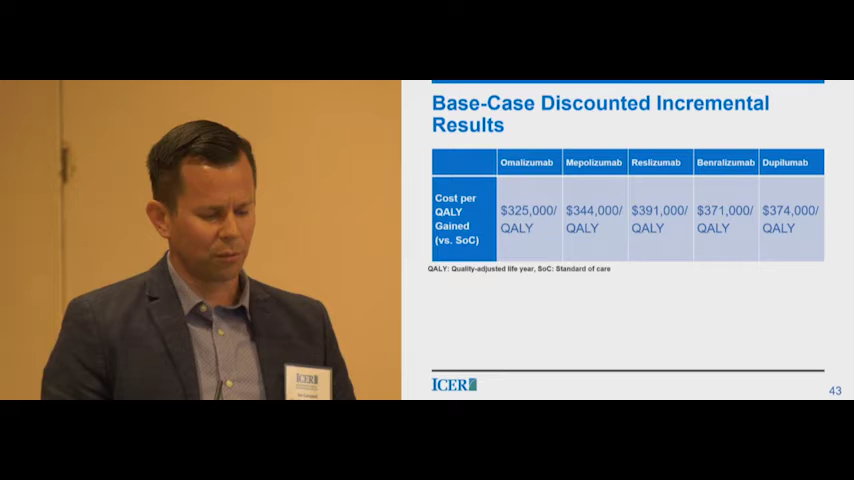 Base-Case Discounted Incremental
Results
Omalizumab Mepolizumab Reslizumab Benralizumab Dupilumab
Cost per
QALY
Gained
(vs. SoC)
$325,000/
QALY
$344,000/
QALY
$391,000/
QALY
$371,000/
QALY
$374,000/
QALY
QALY: Quality-adjusted life year, SoC: Standard of care
ICER
43
ICER